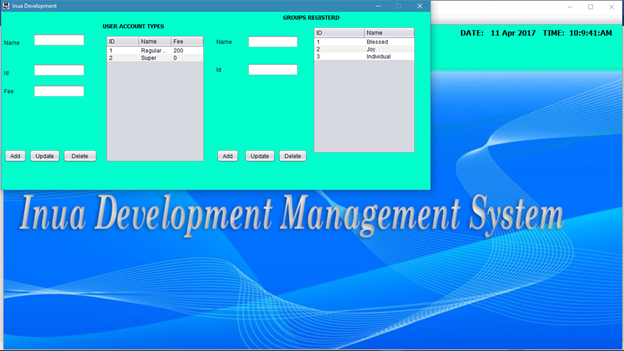 Inua Development
USER ACCOUNT TYPES
Name
Id
Fee
ID Name Fee
1 Regular ... 200
2 Super 0
Add Update Delete
GROUPS REGISTERD
Name
Id
ID Name
1 Blessed
2 Joy
3 Individual
Add Update Delete
DATE: 11 Apr 2017 TIME: 10:9:41:AM
Inua Development Management System